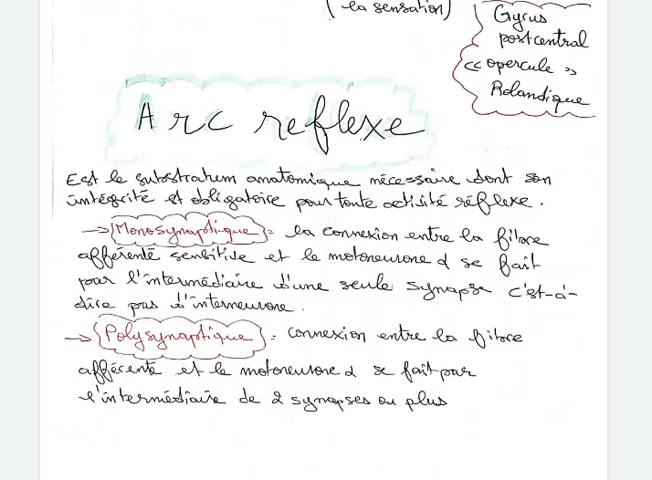 (la sensation)
Gyrus
postcentral
<< opercule >>
Rolandique
Arc reflexe
Est le substratum anatomique nécessaire dont son
intégrité et obligatoire pour toute activité réflexe.
→ Monosynaptique = la connexion entre la fibre
afférente sensitive et le motoneurone α se fait
par l'intermédiaire d'une seule synapse c'est-à-
dire pas d'interneurone.
→ Polysynaptique = connexion entre la fibre
afférente et le motoneurone α se fait par
l'intermédiaire de 2 synapses ou plus